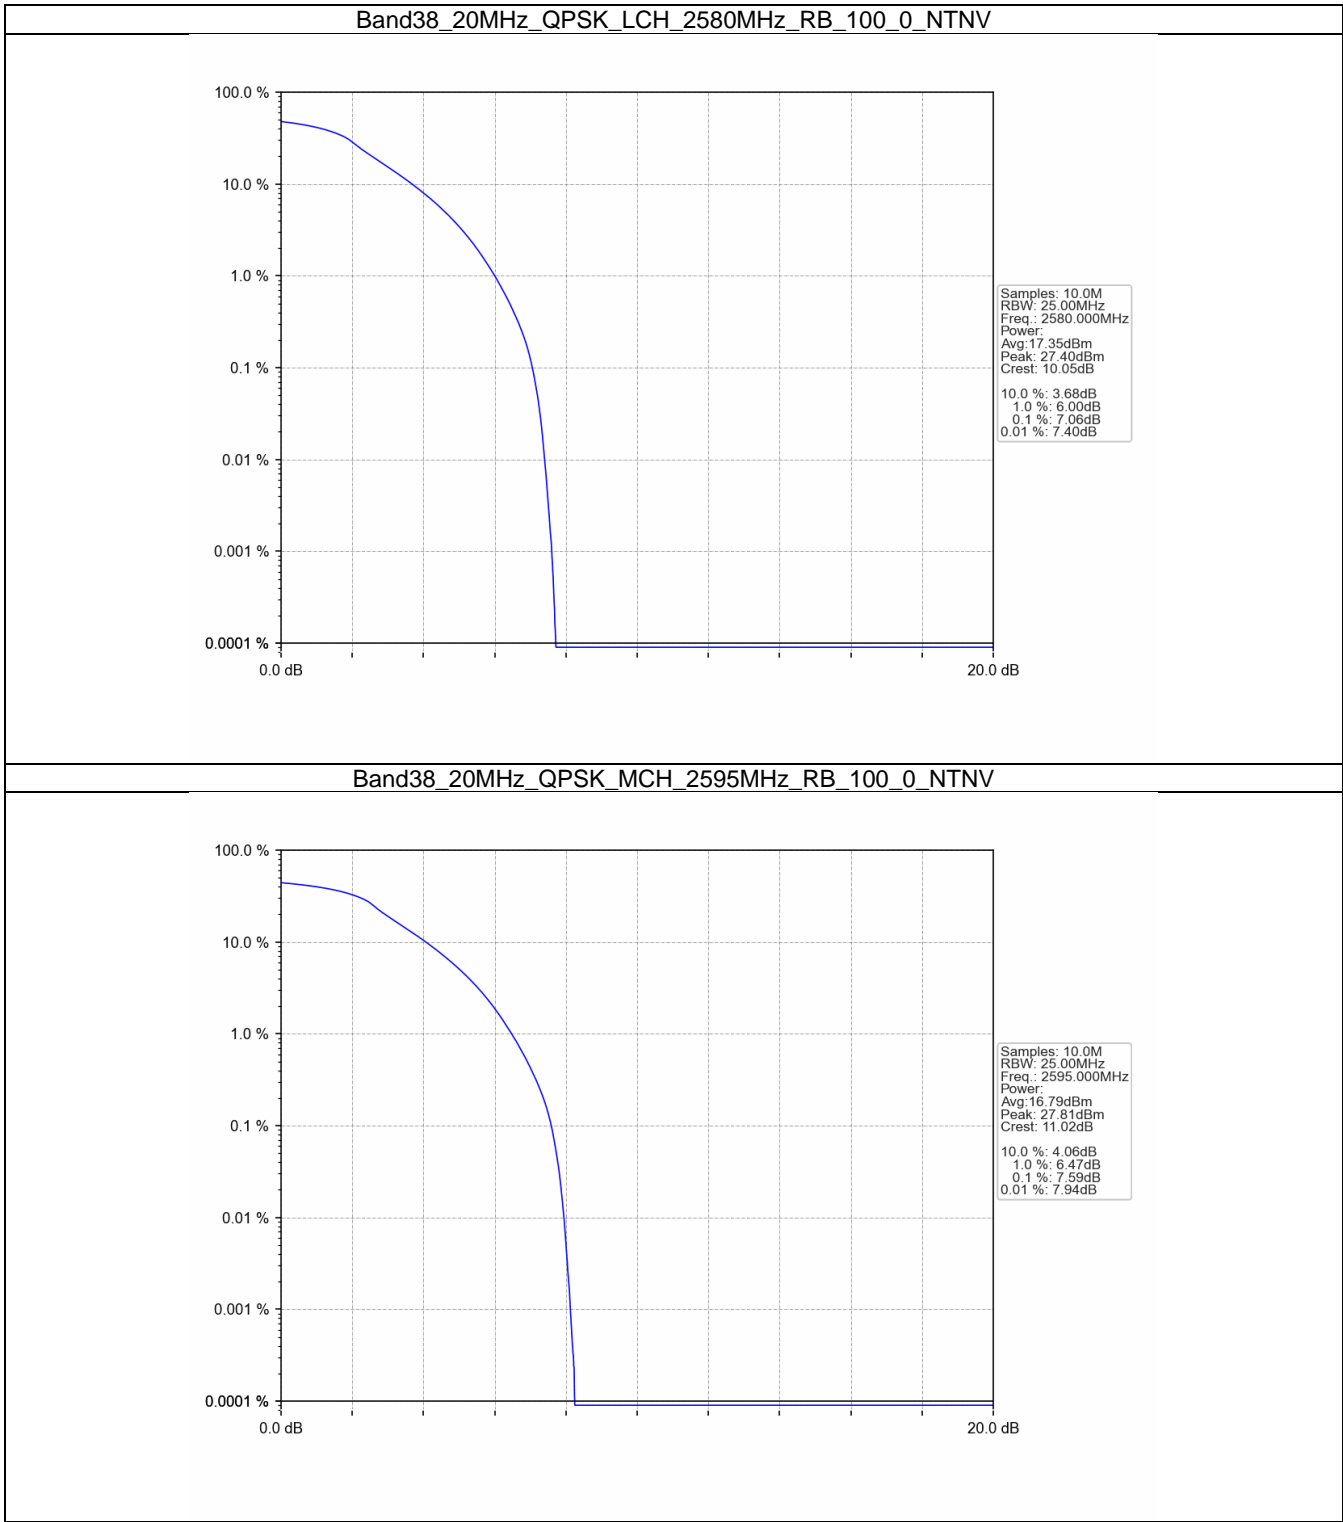 Band38_20MHz_QPSK_LCH_2580MHz_RB_100_0_NTNV
100.0 %
10.0 %
1.0 %
0.1 %
0.01 %
0.001 %
0.0001 %
0.0 dB
20.0 dB
Samples: 10.0M
RBW: 25.00MHz
Freq.: 2580.000MHz
Power:
Avg:17.35dBm
Peak: 27.40dBm
Crest: 10.05dB
10.0 %: 3.68dB
1.0 %: 6.00dB
0.1 %: 7.06dB
0.01 %: 7.40dB
Band38_20MHz_QPSK_MCH_2595MHz_RB_100_0_NTNV
100.0 %
10.0 %
1.0 %
0.1 %
0.01 %
0.001 %
0.0001 %
0.0 dB
20.0 dB
Samples: 10.0M
RBW: 25.00MHz
Freq.: 2595.000MHz
Power:
Avg:16.79dBm
Peak: 27.81dBm
Crest: 11.02dB
10.0 %: 4.06dB
1.0 %: 6.47dB
0.1 %: 7.59dB
0.01 %: 7.94dB